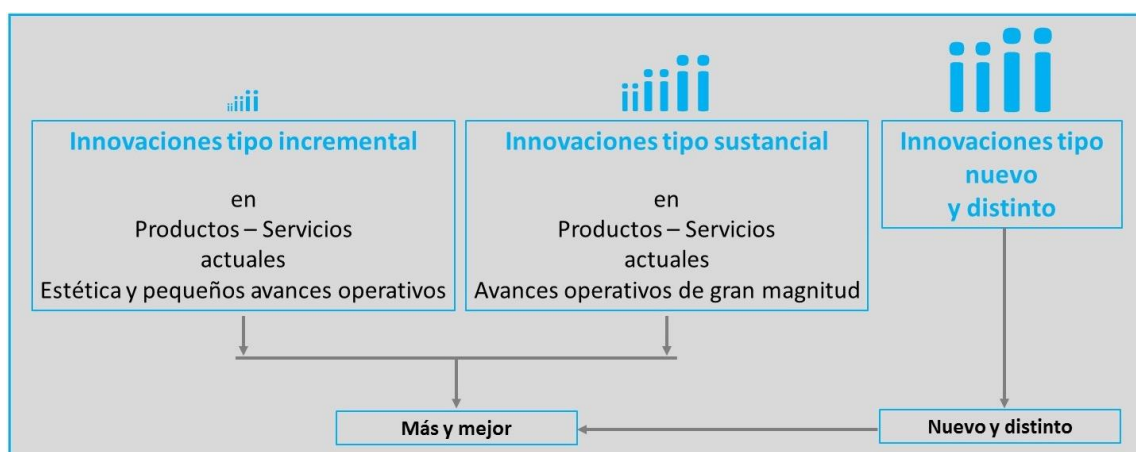 Innovaciones tipo incremental
en
Productos – Servicios
actuales
Estética y pequeños avances operativos
Innovaciones tipo sustancial
en
Productos – Servicios
actuales
Avances operativos de gran magnitud
Innovaciones tipo
nuevo
y distinto
Más y mejor
Nuevo y distinto